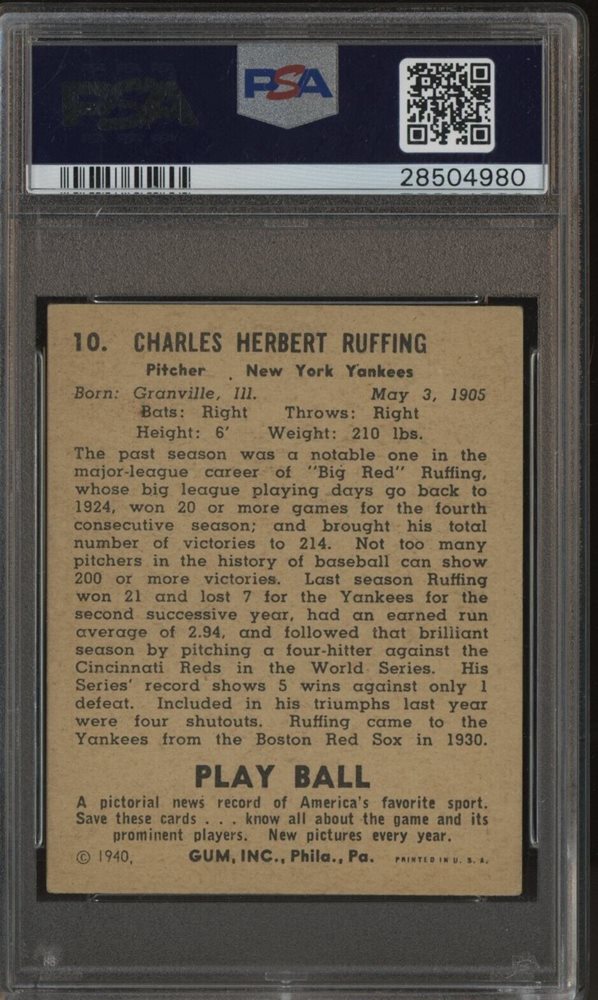 PSA
PSA
28504980
10. CHARLES HERBERT RUFFING
Pitcher . New York Yankees
Born: Granville, Ill. May 3, 1905
Bats: Right Throws: Right
Height: 6' Weight: 210 lbs.
The past season was a notable one in the
major-league career of "Big Red" Ruffing,
whose big league playing days go back to
1924, won 20 or more games for the fourth
consecutive season; and brought his total
number of victories to 214. Not too many
pitchers in the history of baseball can show
200 or more victories. Last season Ruffing
won 21 and lost 7 for the Yankees for the
second successive year, had an earned run
average of 2.94, and followed that brilliant
season by pitching a four-hitter against the
Cincinnati Reds in the World Series. His
Series' record shows 5 wins against only 1
defeat. Included in his triumphs last year
were four shutouts. Ruffing came to the
Yankees from the Boston Red Sox in 1930.
PLAY BALL
A pictorial news record of America's favorite sport.
Save these cards . . . know all about the game and its
prominent players. New pictures every year.
© 1940, GUM, INC., Phila., Pa. PRINTED IN U. S. A.